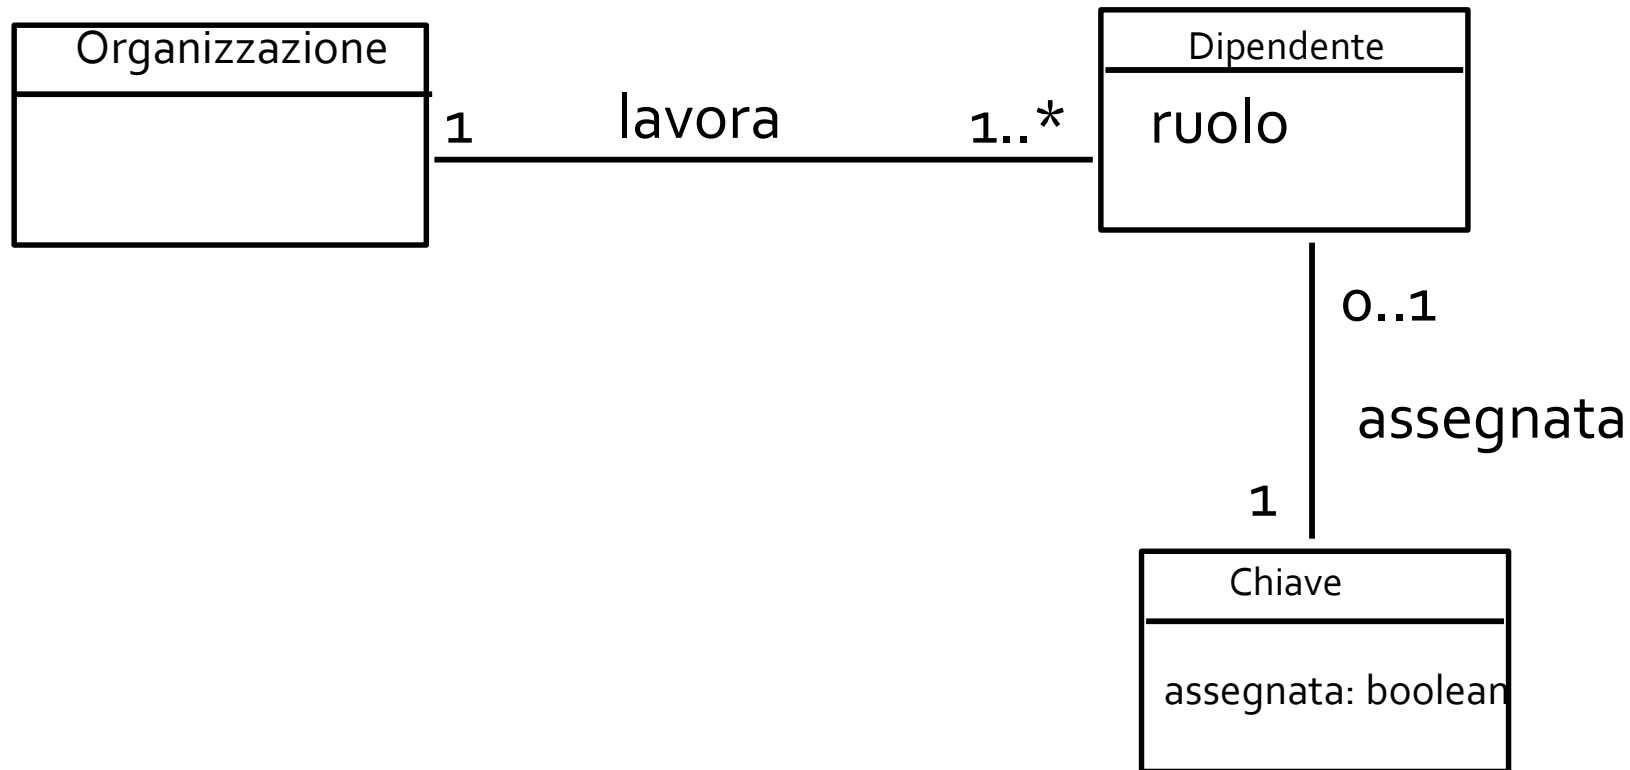 Organizzazione
Dipendente
1
lavora
1..*
ruolo
0..1
assegnata
1
Chiave
assegnata: boolean